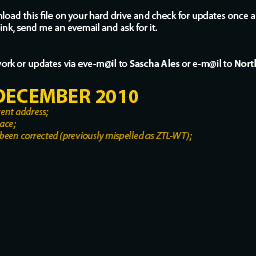 load this file on your hard drive and check for updates once a
ink, send me an evemail and ask for it.
work or updates via eve-m@il to Sascha Ales or e-m@il to North
DECEMBER 2010
ent address;
ace;
been corrected (previously mispelled as ZTL-WT);